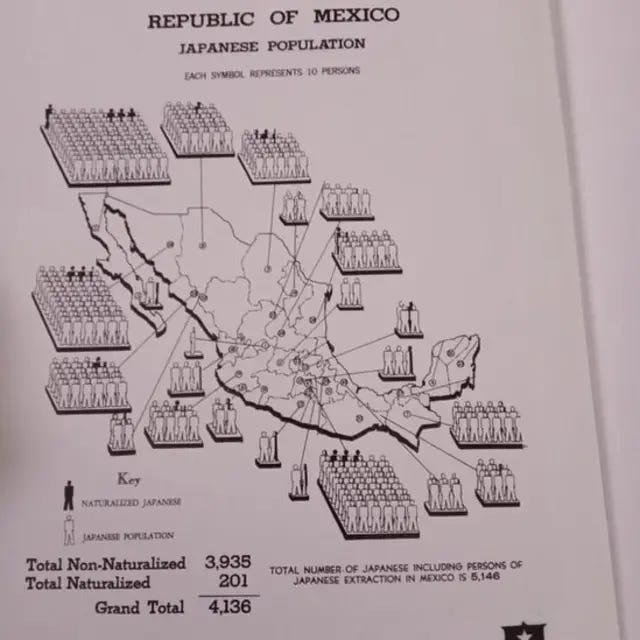 REPUBLIC OF MEXICO
JAPANESE POPULATION
EACH SYMBOL REPRESENTS 10 PERSONS
Key
NATURALIZED JAPANESE
JAPANESE POPULATION
Total Non-Naturalized 3,935
Total Naturalized 201
Grand Total 4,136
TOTAL NUMBER OF JAPANESE INCLUDING PERSONS OF
JAPANESE EXTRACTION IN MEXICO IS 5,146